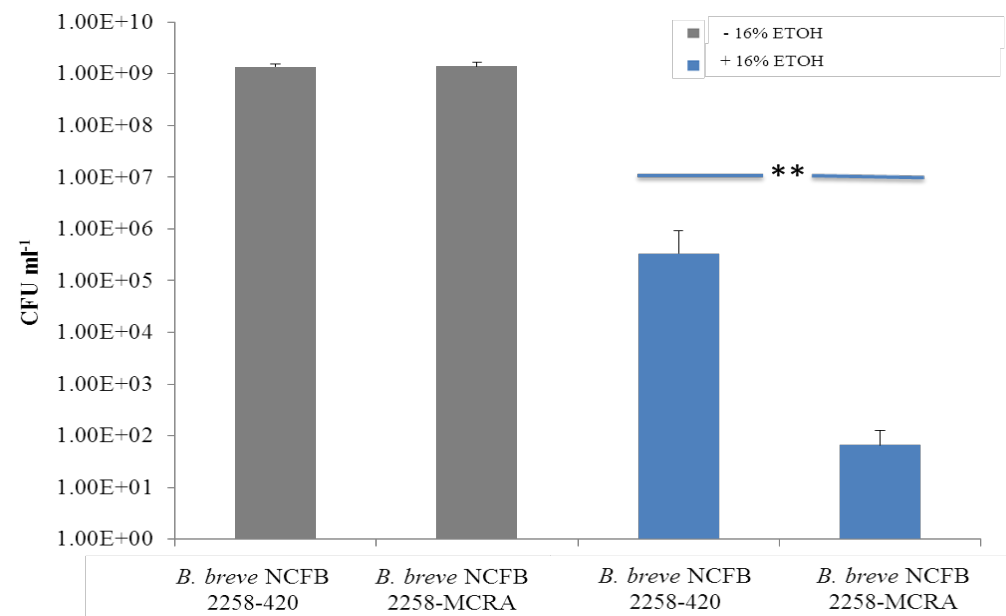 1.00E+10
1.00E+09
1.00E+08
1.00E+07
1.00E+06
1.00E+05
1.00E+04
1.00E+03
1.00E+02
1.00E+01
1.00E+00
CFU ml-1
- 16% ETOH
+ 16% ETOH
**
B. breve NCFB
2258-420
B. breve NCFB
2258-MCRA
B. breve NCFB
2258-420
B. breve NCFB
2258-MCRA